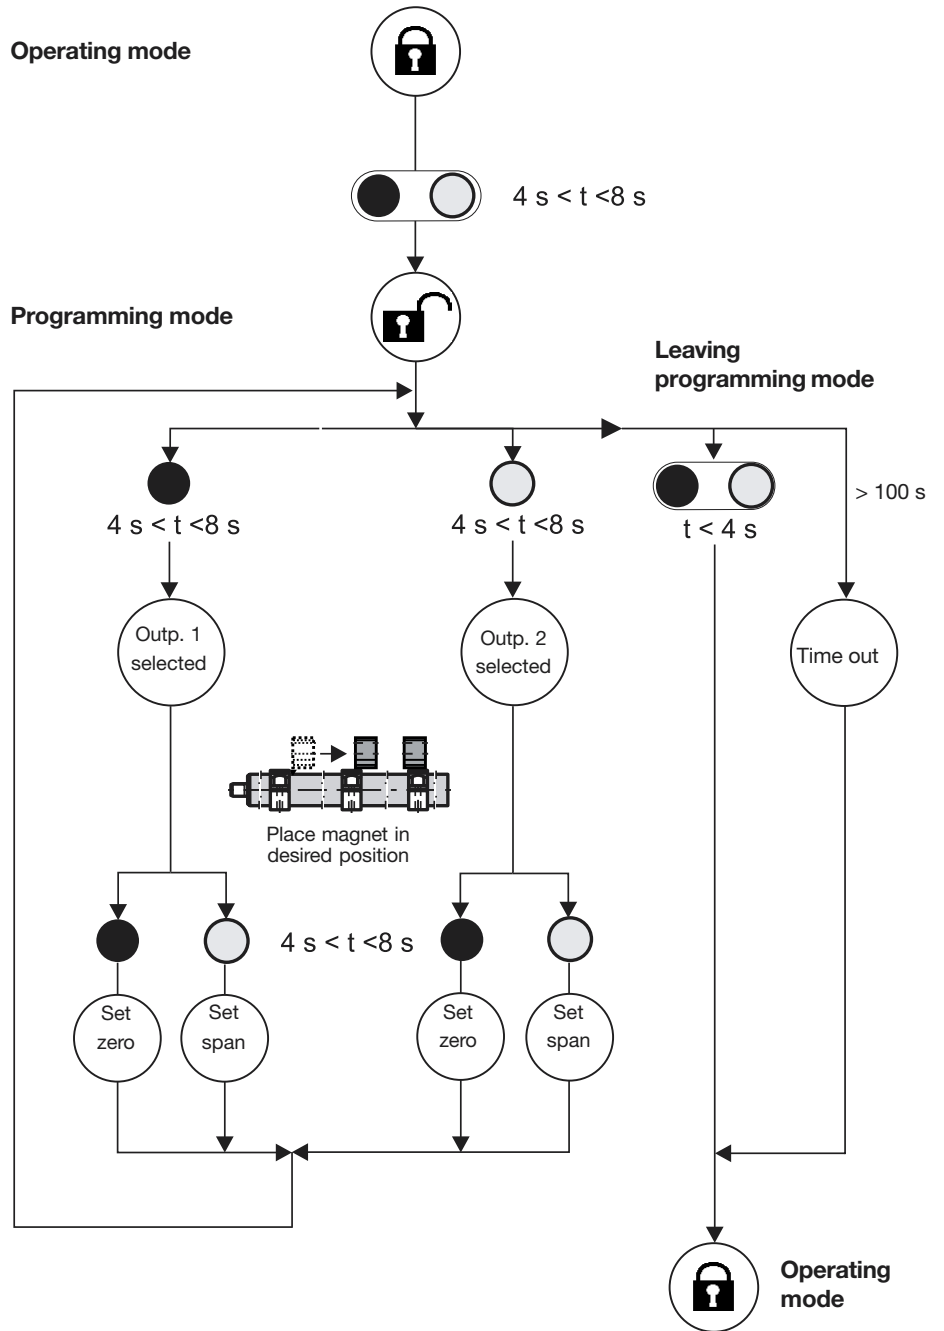 Operating mode
4 s < t <8 s
Programming mode
Leaving
programming mode
4 s < t <8 s
4 s < t <8 s
t < 4 s
> 100 s
Outp. 1
selected
Outp. 2
selected
Time out
Place magnet in
desired position
4 s < t <8 s
Set
zero
Set
span
Set
zero
Set
span
Operating
mode